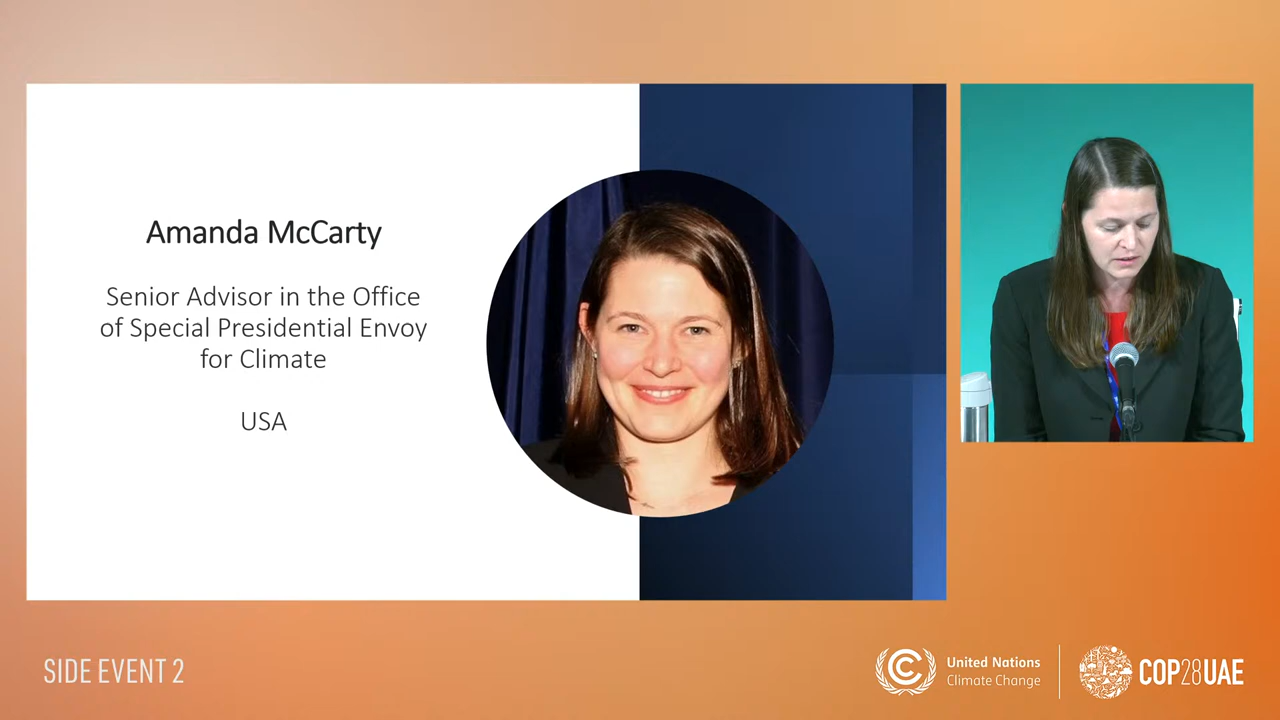 Amanda McCarty
Senior Advisor in the Office
of Special Presidential Envoy
for Climate
USA
SIDE EVENT 2
United Nations
Climate Change
COP28UAE